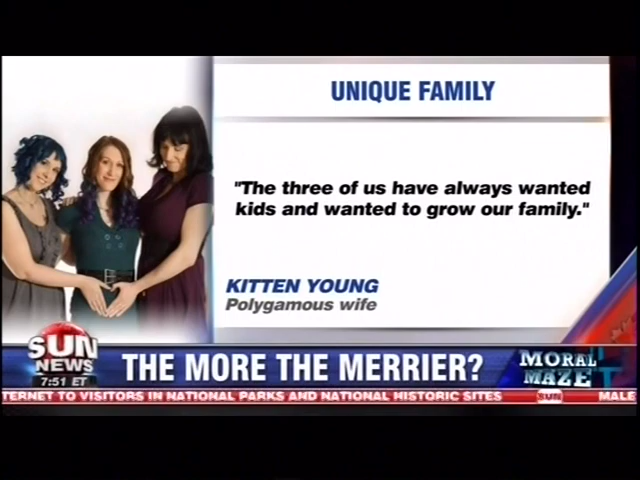 UNIQUE FAMILY
"The three of us have always wanted
kids and wanted to grow our family."
KITTEN YOUNG
Polygamous wife
SUN
NEWS
7:51 ET
THE MORE THE MERRIER?
MORAL
MAZE
TERNET TO VISITORS IN NATIONAL PARKS AND NATIONAL HISTORIC SITES SUN MALE